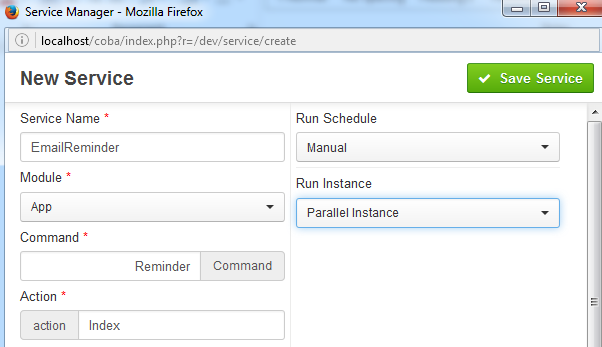 Service Manager - Mozilla Firefox
localhost/coba/index.php?r=/dev/service/create
New Service
Save Service
Service Name *
EmailReminder
Module *
App
Command *
Reminder Command
Action *
action Index
Run Schedule
Manual
Run Instance
Parallel Instance